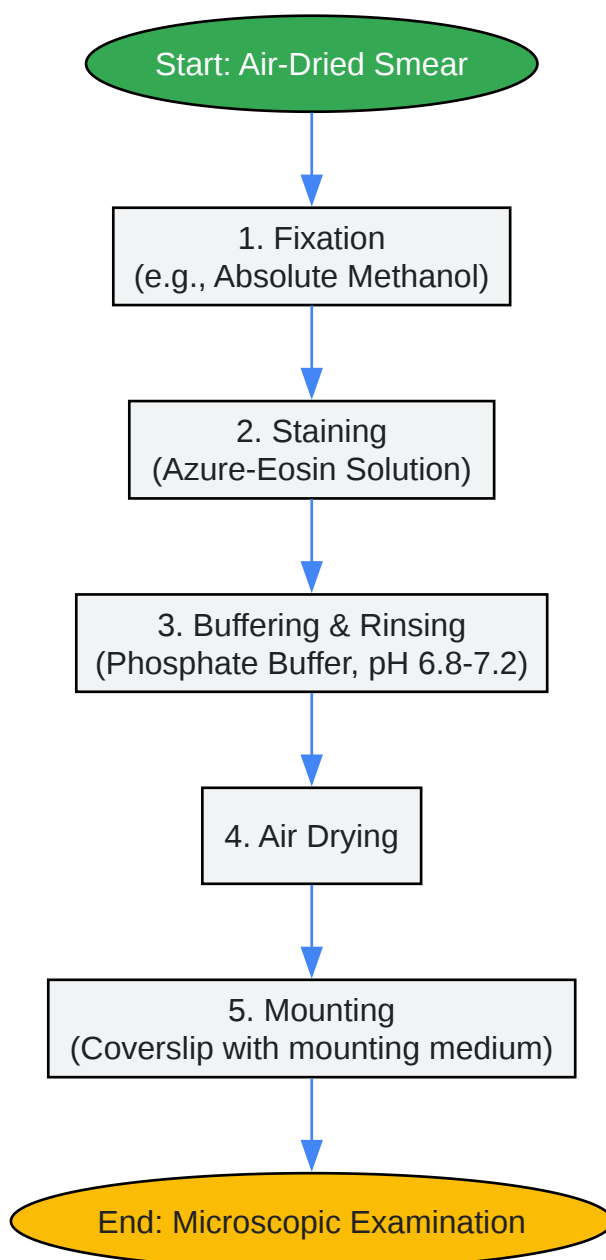 Start: Air-Dried Smear
1. Fixation
(e.g., Absolute Methanol)
2. Staining
(Azure-Eosin Solution)
3. Buffering & Rinsing
(Phosphate Buffer, pH 6.8-7.2)
4. Air Drying
5. Mounting
(Coverslip with mounting medium)
End: Microscopic Examination